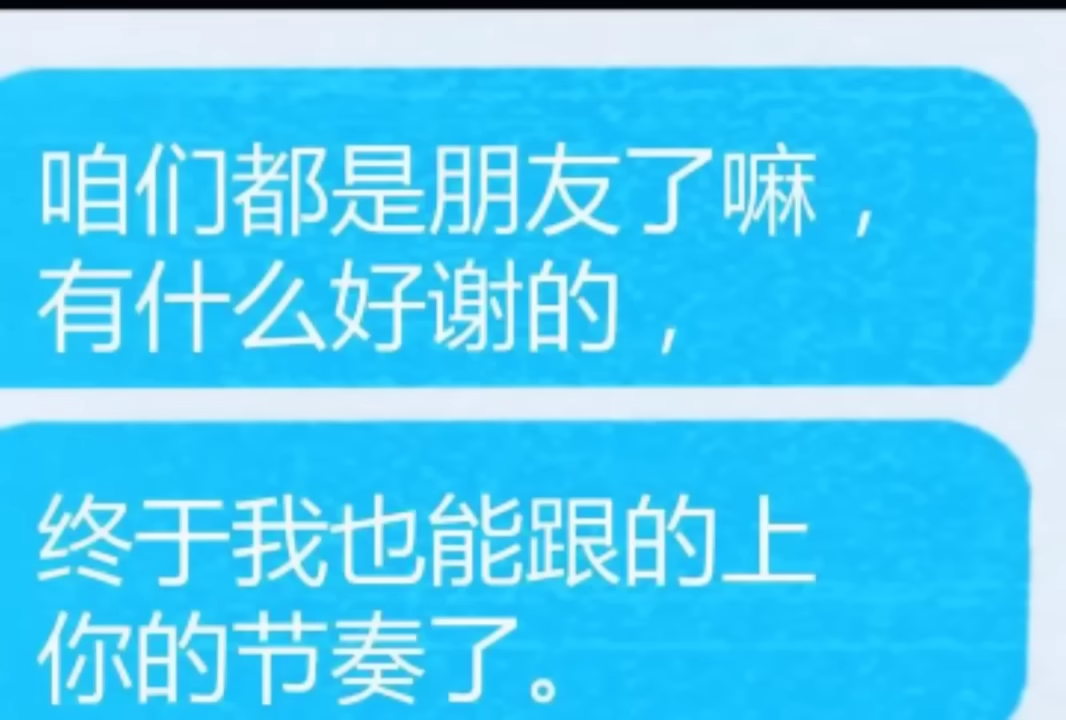 咱们都是朋友了嘛，
有什么好谢的，
终于我也能跟的上
你的节奏了。